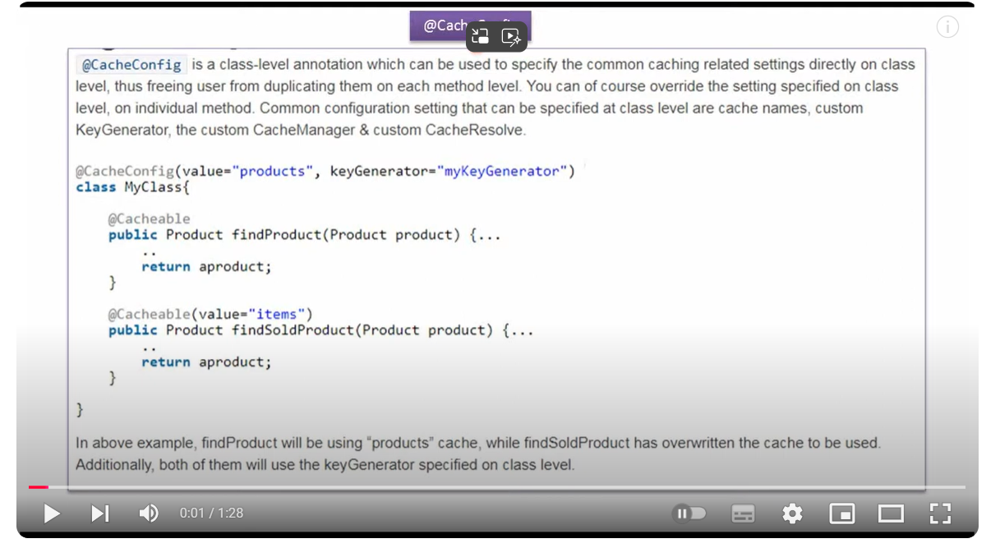 @Cach
@CacheConfig is a class-level annotation which can be used to specify the common caching related settings directly on class
level, thus freeing user from duplicating them on each method level. You can of course override the setting specified on class
level, on individual method. Common configuration setting that can be specified at class level are cache names, custom
KeyGenerator, the custom CacheManager & custom CacheResolve.
@CacheConfig(value="products", keyGenerator="myKeyGenerator")
class MyClass{
@Cacheable
public Product findProduct(Product product) {...
..
return aproduct;
}
@Cacheable(value="items")
public Product findSoldProduct(Product product) {...
..
return aproduct;
}
}
In above example, findProduct will be using “products” cache, while findSoldProduct has overwritten the cache to be used.
Additionally, both of them will use the keyGenerator specified on class level.
0:01 / 1:28